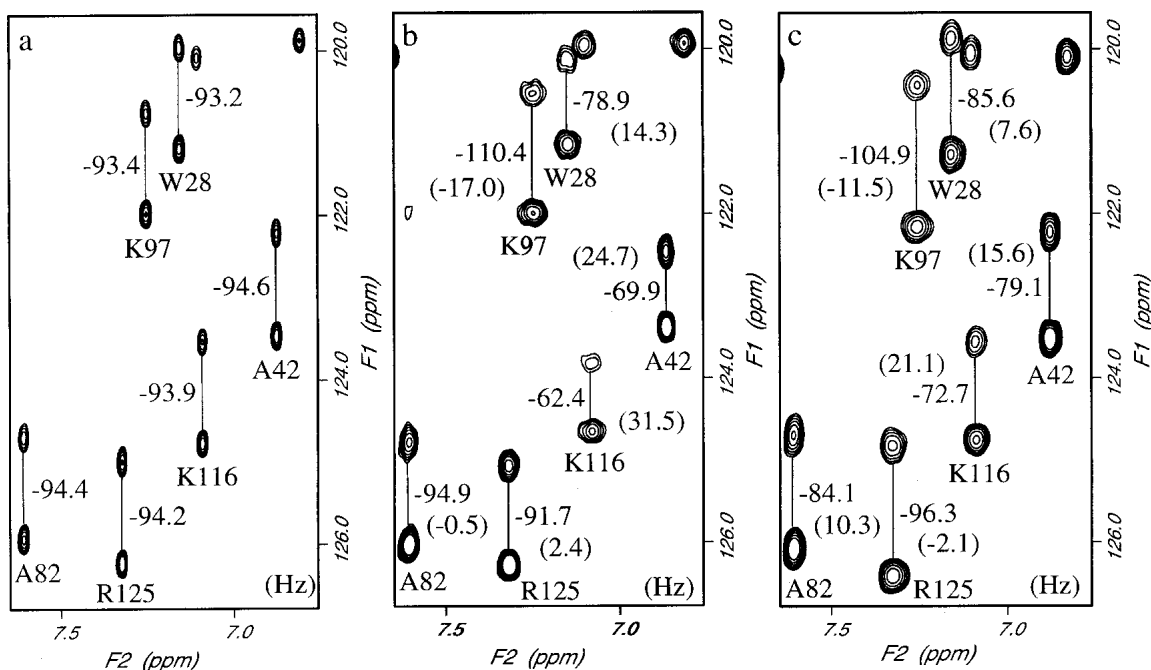 a
-93.2
-93.4
W28
K97
-94.6
A42
-93.9
K116
-94.4
-94.2
A82
R125
(Hz)
120.0
122.0
124.0
126.0
F1 (ppm)
7.5
7.0
F2 (ppm)
b
-78.9
(14.3)
-110.4
(-17.0)
W28
K97
(24.7)
-69.9
A42
-62.4
(31.5)
K116
-94.9
(-0.5)
-91.7
(2.4)
A82
R125
(Hz)
120.0
122.0
124.0
126.0
F1 (ppm)
7.5
7.0
F2 (ppm)
c
-85.6
(7.6)
-104.9
(-11.5)
W28
K97
(15.6)
-79.1
A42
(21.1)
-72.7
K116
-84.1
(10.3)
-96.3
(-2.1)
A82
R125
(Hz)
120.0
122.0
124.0
126.0
F1 (ppm)
7.5
7.0
F2 (ppm)